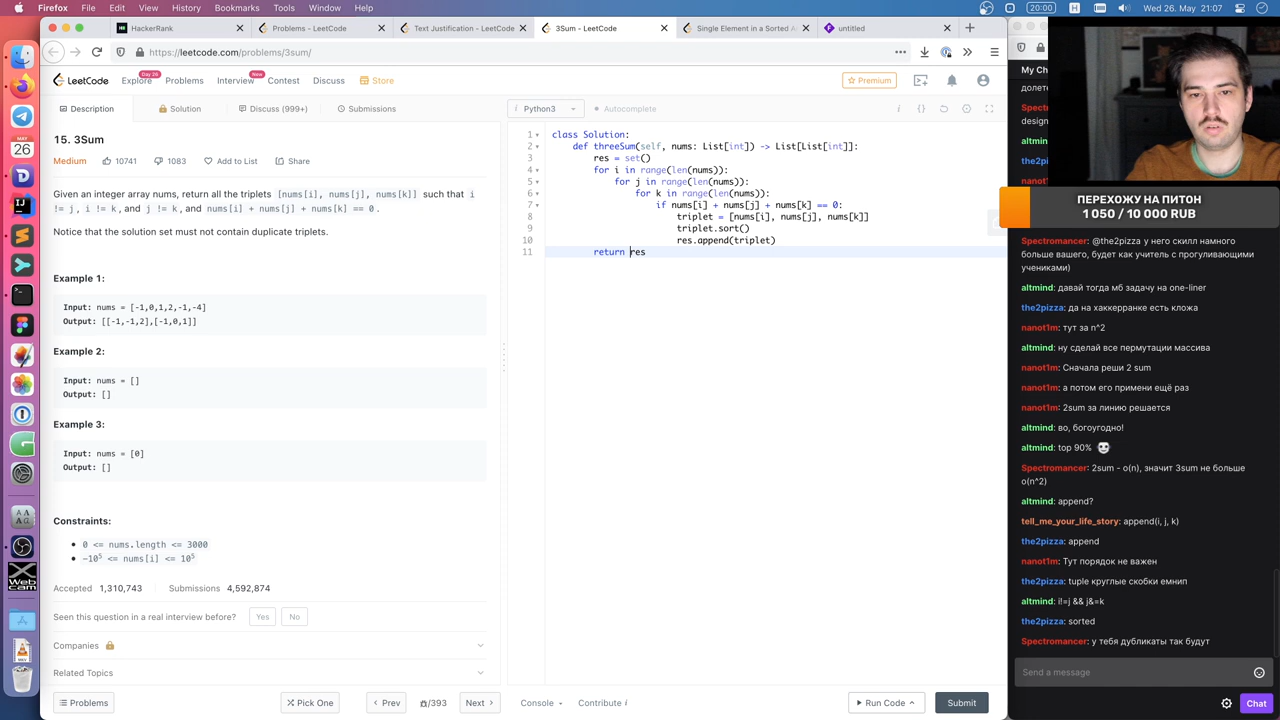 Wed 26. May 21:07
HackerRank
Problems -
Text Justification - LeetCode
3Sum - LeetCode
Single Element in a Sorted A
untitled
https://leetcode.com/problems/3sum/
LeetCode
Explore
Day 26
Problems
Interview
New
Contest
Store
Premium
Description
Solution
Discuss (999+)
Submissions
Python3
Autocomplete
15. 3Sum
Medium
10741
1083
Add to List
Share
Given an integer array nums, return all the triplets [nums[i], nums[j], nums[k]] such that i
!= j, i != k, and j != k, and nums[i] + nums[j] + nums[k] == 0.
Notice that the solution set must not contain duplicate triplets.
Example 1:
Input: nums = [-1,0,1,2,-1,-4]
Output: [[-1,-1,2],[-1,0,1]]
Example 2:
Input: nums = []
Output: []
Example 3:
Input: nums = [0]
Output: []
Constraints:
0 <= nums.length <= 3000
-10⁵ <= nums[i] <= 10⁵
Accepted 1,310,743 Submissions 4,592,874
Seen this question in a real interview before? Yes No
Companies
Related Topics
Problems
Pick One
Prev
/393
Next
Console
Contribute i
Run Code
Submit
1 class Solution:
2 def threeSum(self, nums: List[int]) -> List[List[int]]:
3 res = set()
4 for i in range(len(nums)):
5 for j in range(len(nums)):
6 for k in range(len(nums)):
7 if nums[i] + nums[j] + nums[k] == 0:
8 triplet = [nums[i], nums[j], nums[k]]
9 triplet.sort()
10 res.append(triplet)
11 return res
MAY
26
Web
cam
My Ch
долете
Spectr
design
altmin
the2pi
nanot1
ПЕРЕХОЖУ НА ПИТОН
1 050 / 10 000 RUB
Spectromancer: @the2pizza у него скилл намного
больше вашего, будет как учитель с прогуливающими
учениками)
altmind: давай тогда мб задачу на one-liner
the2pizza: да на хаккерранке есть кложа
nanot1m: тут за n^2
altmind: ну сделай все пермутации массива
nanot1m: Сначала реши 2 sum
nanot1m: а потом его примени ещё раз
nanot1m: 2sum за линию решается
altmind: во, богоугодно!
altmind: top 90%
Spectromancer: 2sum - o(n), значит 3sum не больше
o(n^2)
altmind: append?
tell_me_your_life_story: append(i, j, k)
the2pizza: append
nanot1m: Тут порядок не важен
the2pizza: tuple круглые скобки емнип
altmind: i!=j && j&=k
the2pizza: sorted
Spectromancer: у тебя дубликаты так будут
Send a message
Chat